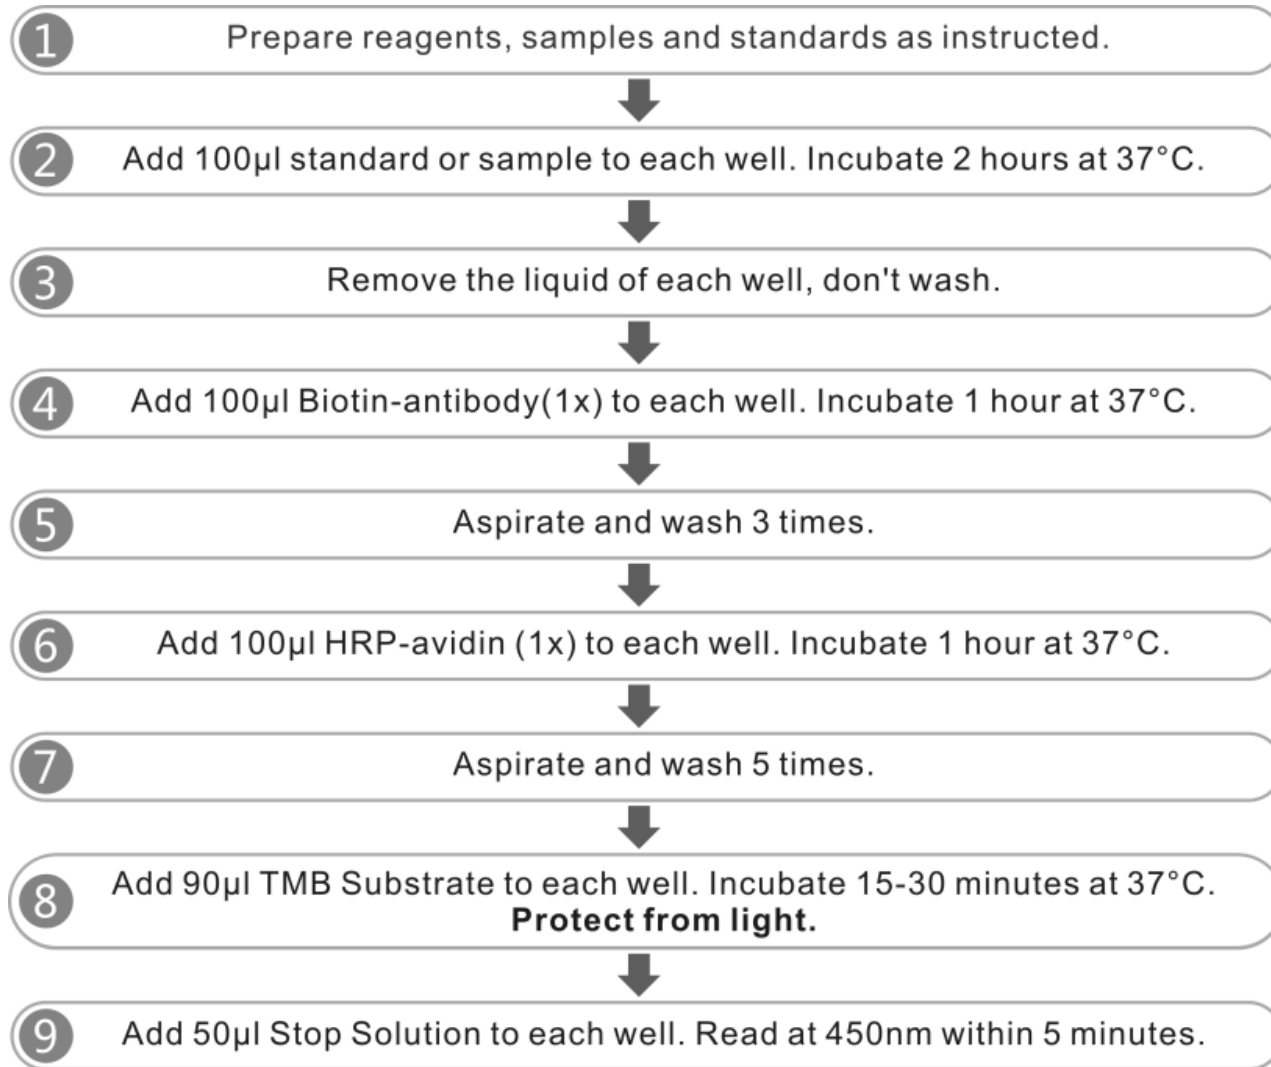 1 Prepare reagents, samples and standards as instructed.
2 Add 100µl standard or sample to each well. Incubate 2 hours at 37°C.
3 Remove the liquid of each well, don't wash.
4 Add 100µl Biotin-antibody(1x) to each well. Incubate 1 hour at 37°C.
5 Aspirate and wash 3 times.
6 Add 100µl HRP-avidin (1x) to each well. Incubate 1 hour at 37°C.
7 Aspirate and wash 5 times.
8 Add 90µl TMB Substrate to each well. Incubate 15-30 minutes at 37°C.
Protect from light.
9 Add 50µl Stop Solution to each well. Read at 450nm within 5 minutes.